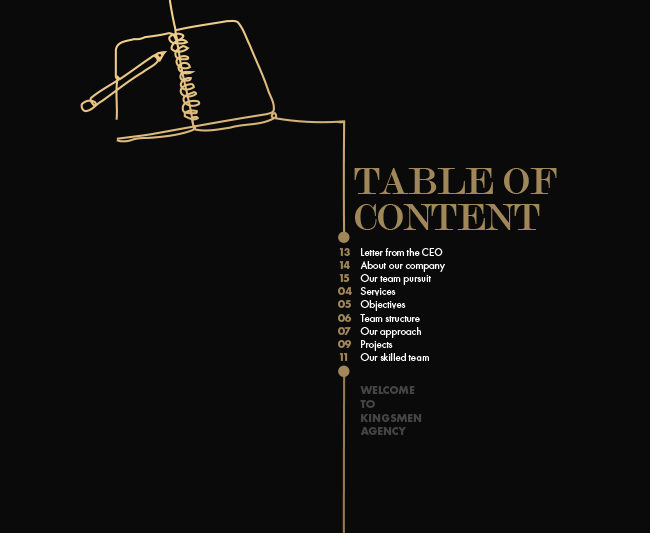 TABLE OF
CONTENT
13 Letter from the CEO
14 About our company
15 Our team pursuit
04 Services
05 Objectives
06 Team structure
07 Our approach
09 Projects
11 Our skilled team
WELCOME
TO
KINGSMEN
AGENCY